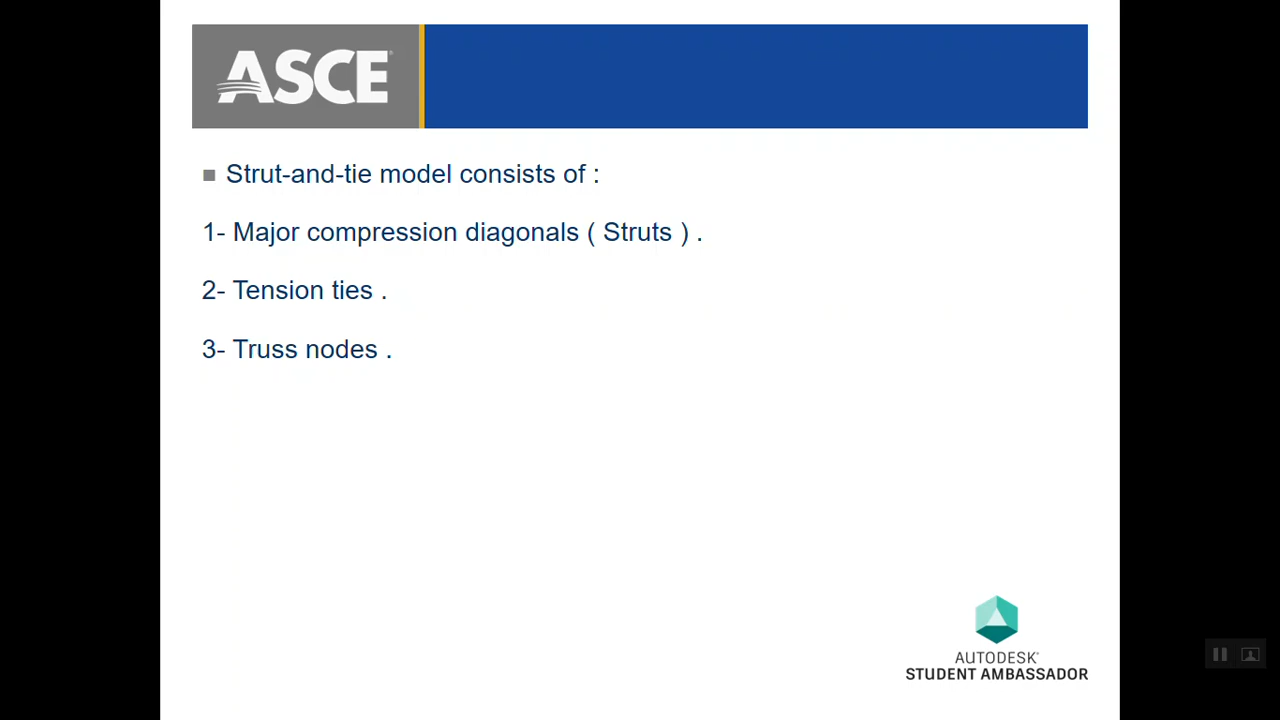 ASCE
Strut-and-tie model consists of :
1- Major compression diagonals ( Struts ) .
2- Tension ties .
3- Truss nodes .
AUTODESK
STUDENT AMBASSADOR